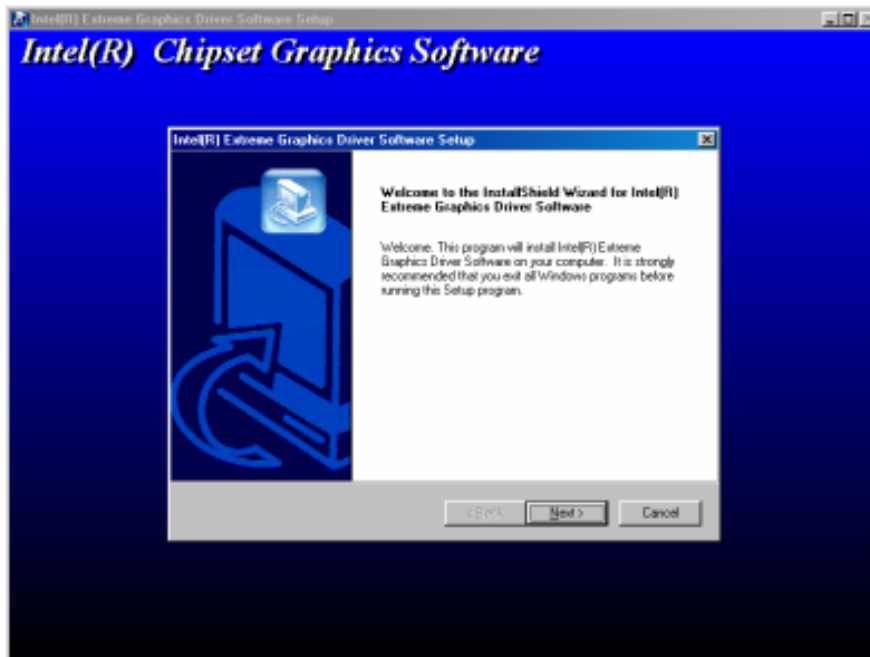 Intel(R) Extreme Graphics Driver Software Setup
Intel(R) Chipset Graphics Software
Intel(R) Extreme Graphics Driver Software Setup
Welcome to the InstallShield Wizard for Intel(R)
Extreme Graphics Driver Software
Welcome. This program will install Intel(R) Extreme
Graphics Driver Software on your computer. It is strongly
recommended that you exit all Windows programs before
running this Setup program.
< Back Next > Cancel